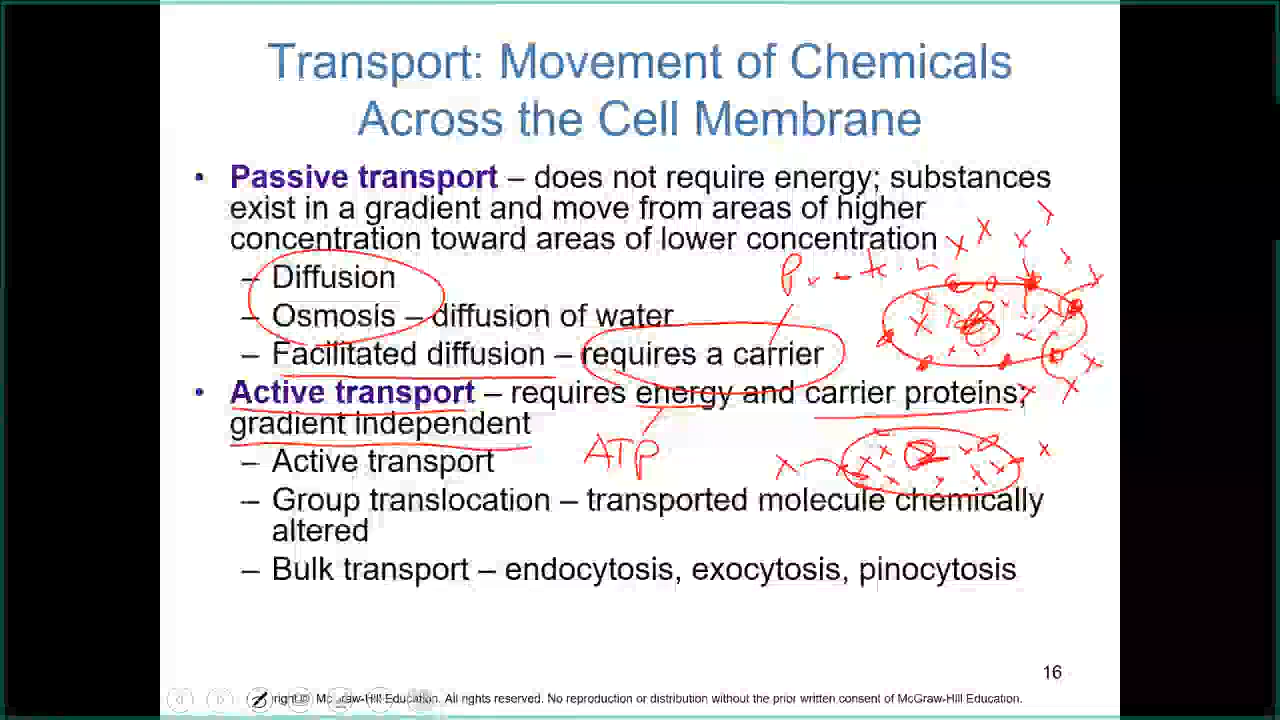 Transport: Movement of Chemicals
Across the Cell Membrane
• Passive transport – does not require energy; substances
exist in a gradient and move from areas of higher
concentration toward areas of lower concentration
– Diffusion
Protein
– Osmosis – diffusion of water
– Facilitated diffusion – requires a carrier
• Active transport – requires energy and carrier proteins;
gradient independent
ATP
– Active transport
– Group translocation – transported molecule chemically
altered
– Bulk transport – endocytosis, exocytosis, pinocytosis
16
McGraw-Hill Education. All rights reserved. No reproduction or distribution without the prior written consent of McGraw-Hill Education.